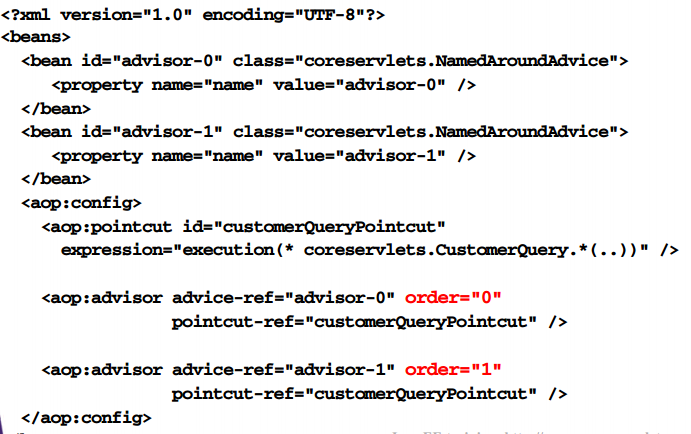 <?xml version="1.0" encoding="UTF-8"?>
<beans>
<bean id="advisor-0" class="coreservlets.NamedAroundAdvice">
<property name="name" value="advisor-0" />
</bean>
<bean id="advisor-1" class="coreservlets.NamedAroundAdvice">
<property name="name" value="advisor-1" />
</bean>
<aop:config>
<aop:pointcut id="customerQueryPointcut"
expression="execution(* coreservlets.CustomerQuery.*(..))" />
<aop:advisor advice-ref="advisor-0" order="0"
pointcut-ref="customerQueryPointcut" />
<aop:advisor advice-ref="advisor-1" order="1"
pointcut-ref="customerQueryPointcut" />
</aop:config>